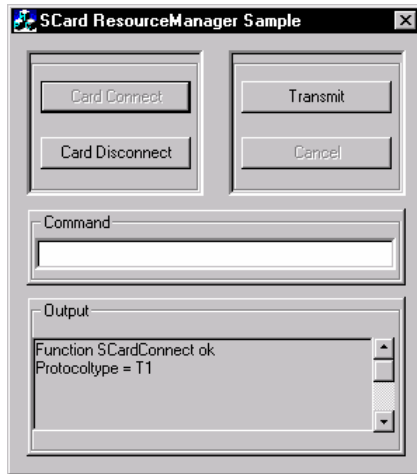 SCard ResourceManager Sample
Card Connect
Transmit
Card Disconnect
Cancel
Command
Output
Function SCardConnect ok
Protocoltype = T1